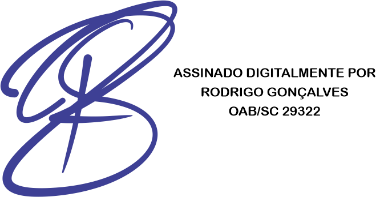 ASSINADO DIGITALMENTE POR
RODRIGO GONÇALVES
OAB/SC 29322